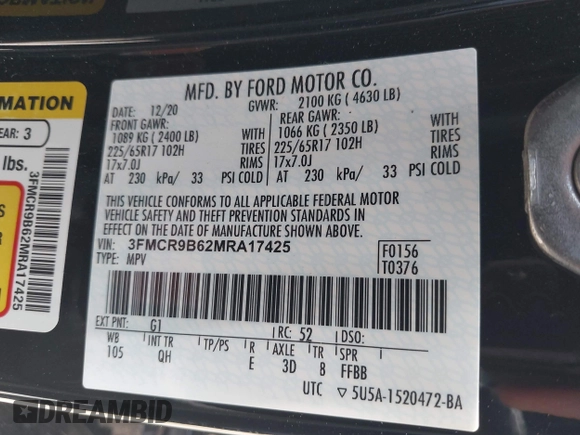 MFD. BY FORD MOTOR CO.
DATE: 12/20 GVWR: 2100 KG ( 4630 LB)
FRONT GAWR: REAR GAWR:
1089 KG ( 2400 LB) WITH 1066 KG ( 2350 LB) WITH
225/65R17 102H TIRES 225/65R17 102H TIRES
17x7.0J RIMS 17x7.0J RIMS
AT 230 kPa/ 33 PSI COLD AT 230 kPa/ 33 PSI COLD
THIS VEHICLE CONFORMS TO ALL APPLICABLE FEDERAL MOTOR
VEHICLE SAFETY AND THEFT PREVENTION STANDARDS IN
EFFECT ON THE DATE OF MANUFACTURE SHOWN ABOVE.
VIN: 3FMCR9B62MRA17425 F0156
TYPE: MPV T0376
EXT PNT: G1 RC: 52 DSO:
WB INT TR TP/PS R AXLE TR SPR
105 QH E 3D 8 FFBB
UTC ▽5U5A-1520472-BA
ORMATION
EAR: 3
lbs.
3FMCR9B62MRA17425
DREAMBID